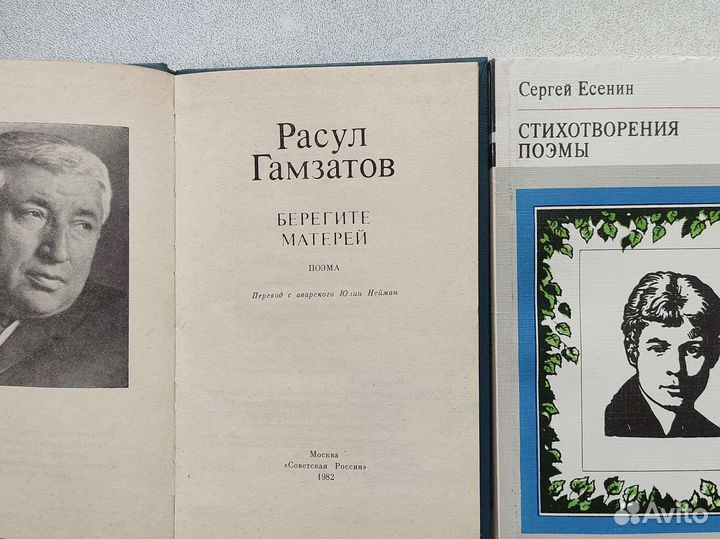 Расул
Гамзатов
БЕРЕГИТЕ
МАТЕРЕЙ
ПОЭМА
Перевод с аварского Юлии Нейман
Москва
«Советская Россия»
1982
Сергей Есенин
СТИХОТВОРЕНИЯ
ПОЭМЫ
Avito